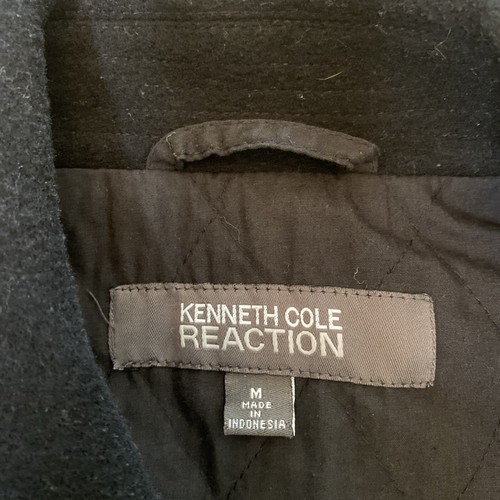 KENNETH COLE
REACTION
M
MADE
IN
INDONESIA